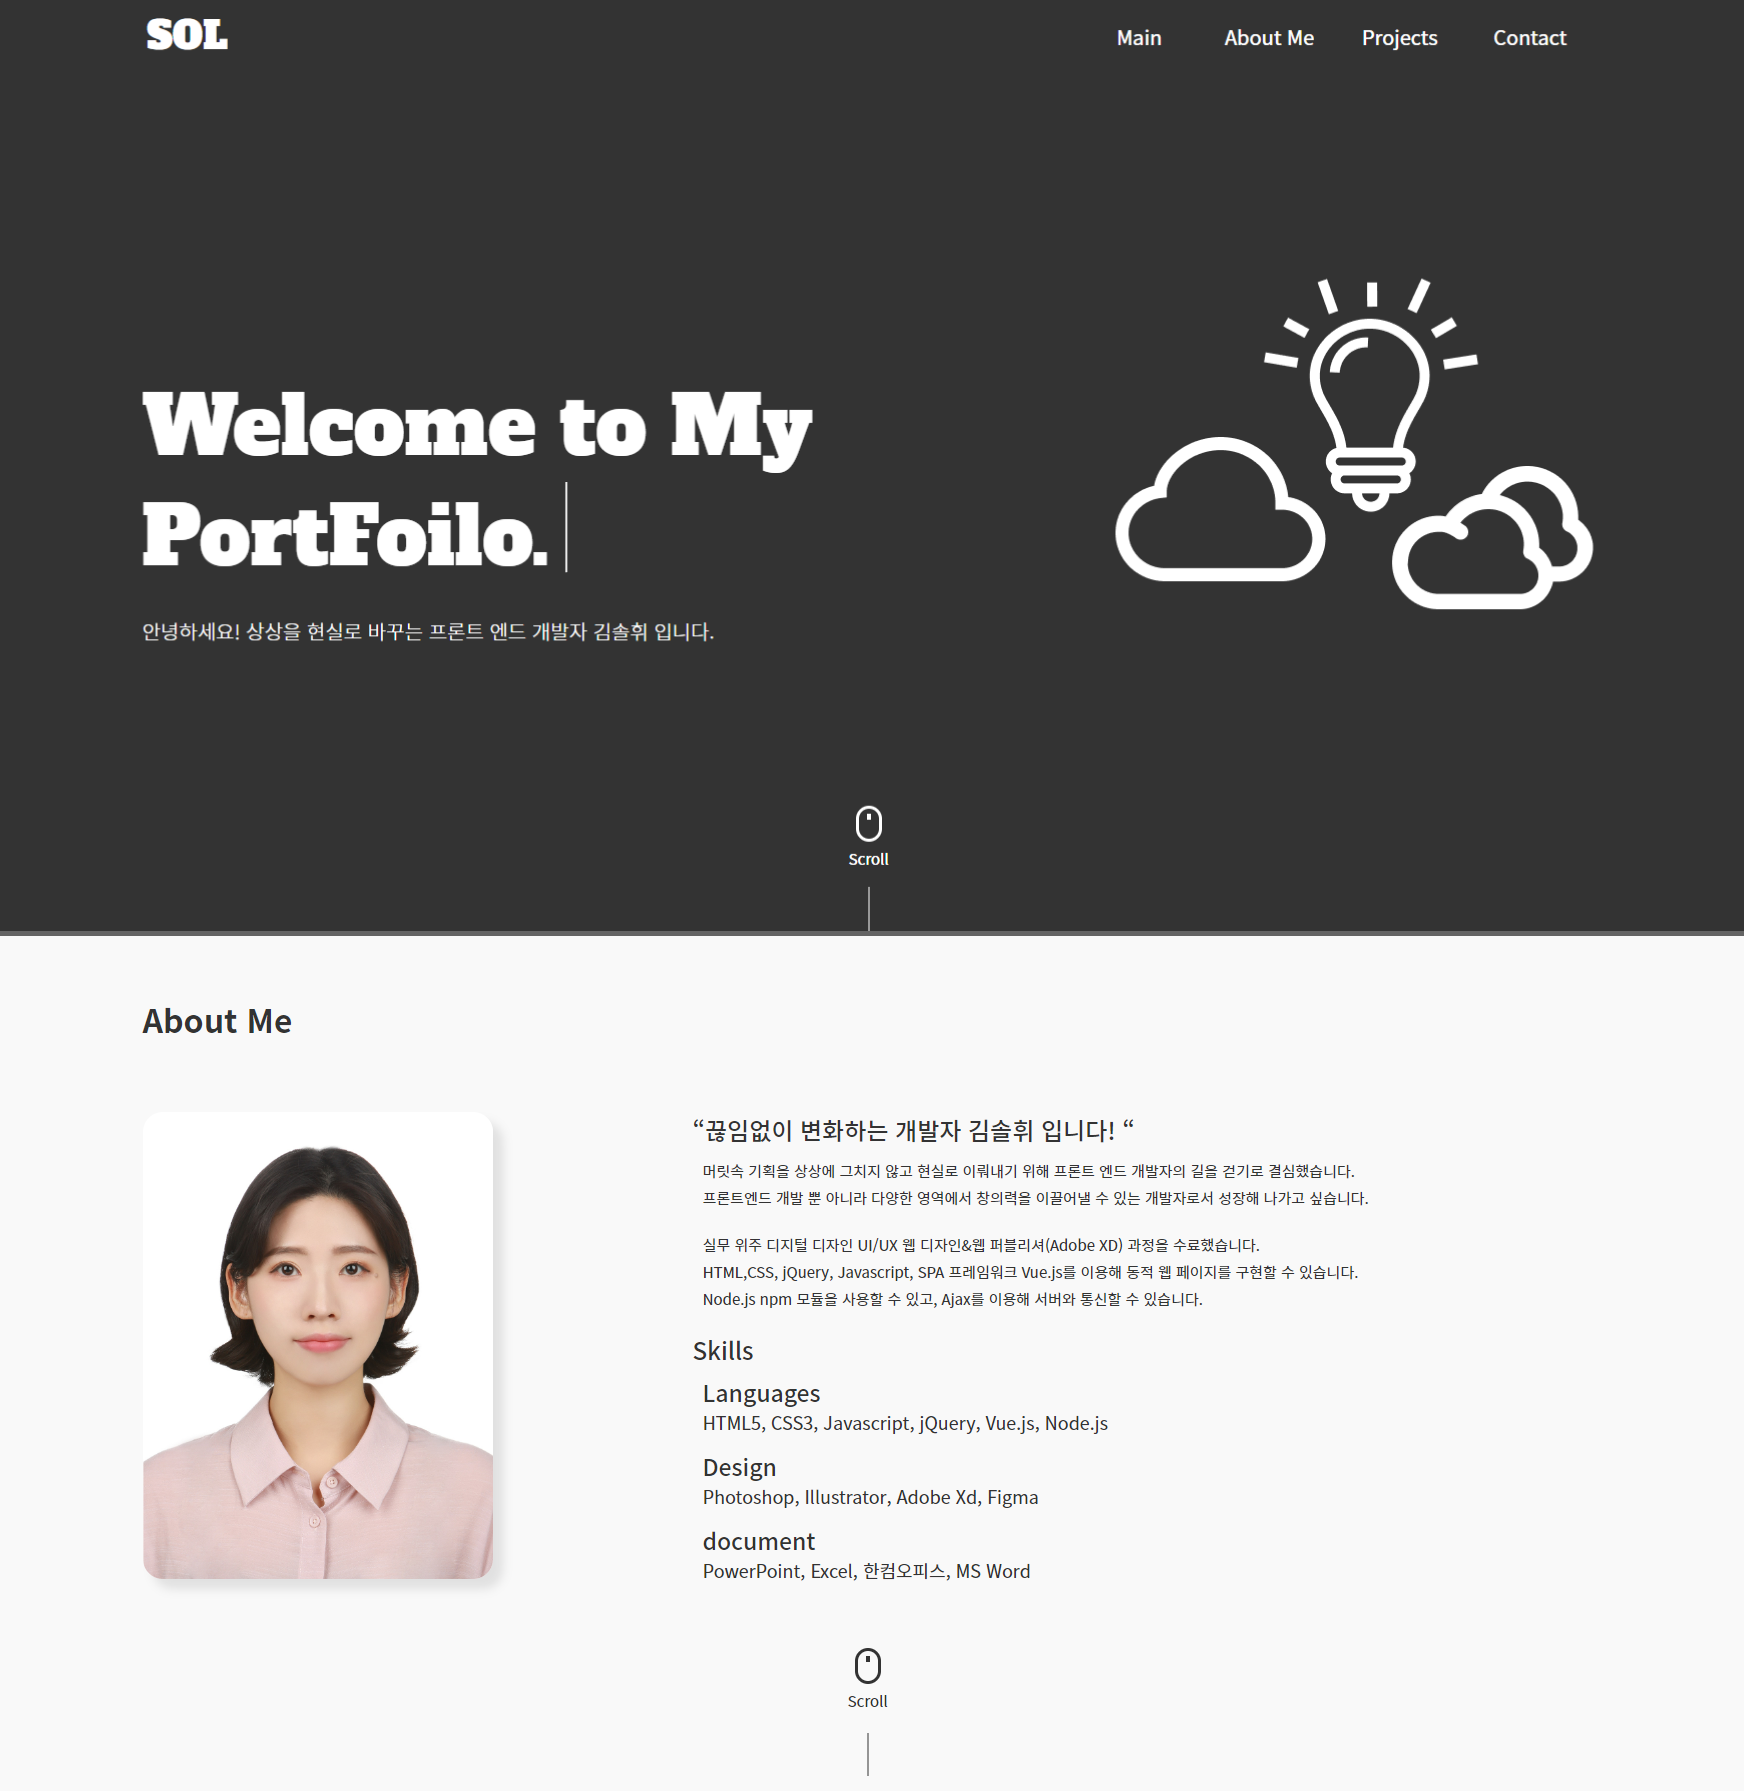 SOL
Main About Me Projects Contact
Welcome to My
PortFoilo.
안녕하세요! 상상을 현실로 바꾸는 프론트 엔드 개발자 김솔휘 입니다.
Scroll
About Me
“끊임없이 변화하는 개발자 김솔휘 입니다! “
머릿속 기획을 상상에 그치지 않고 현실로 이뤄내기 위해 프론트 엔드 개발자의 길을 걷기로 결심했습니다.
프론트엔드 개발 뿐 아니라 다양한 영역에서 창의력을 이끌어낼 수 있는 개발자로서 성장해 나가고 싶습니다.
실무 위주 디지털 디자인 UI/UX 웹 디자인&웹 퍼블리셔(Adobe XD) 과정을 수료했습니다.
HTML,CSS, jQuery, Javascript, SPA 프레임워크 Vue.js를 이용해 동적 웹 페이지를 구현할 수 있습니다.
Node.js npm 모듈을 사용할 수 있고, Ajax를 이용해 서버와 통신할 수 있습니다.
Skills
Languages
HTML5, CSS3, Javascript, jQuery, Vue.js, Node.js
Design
Photoshop, Illustrator, Adobe Xd, Figma
document
PowerPoint, Excel, 한컴오피스, MS Word
Scroll